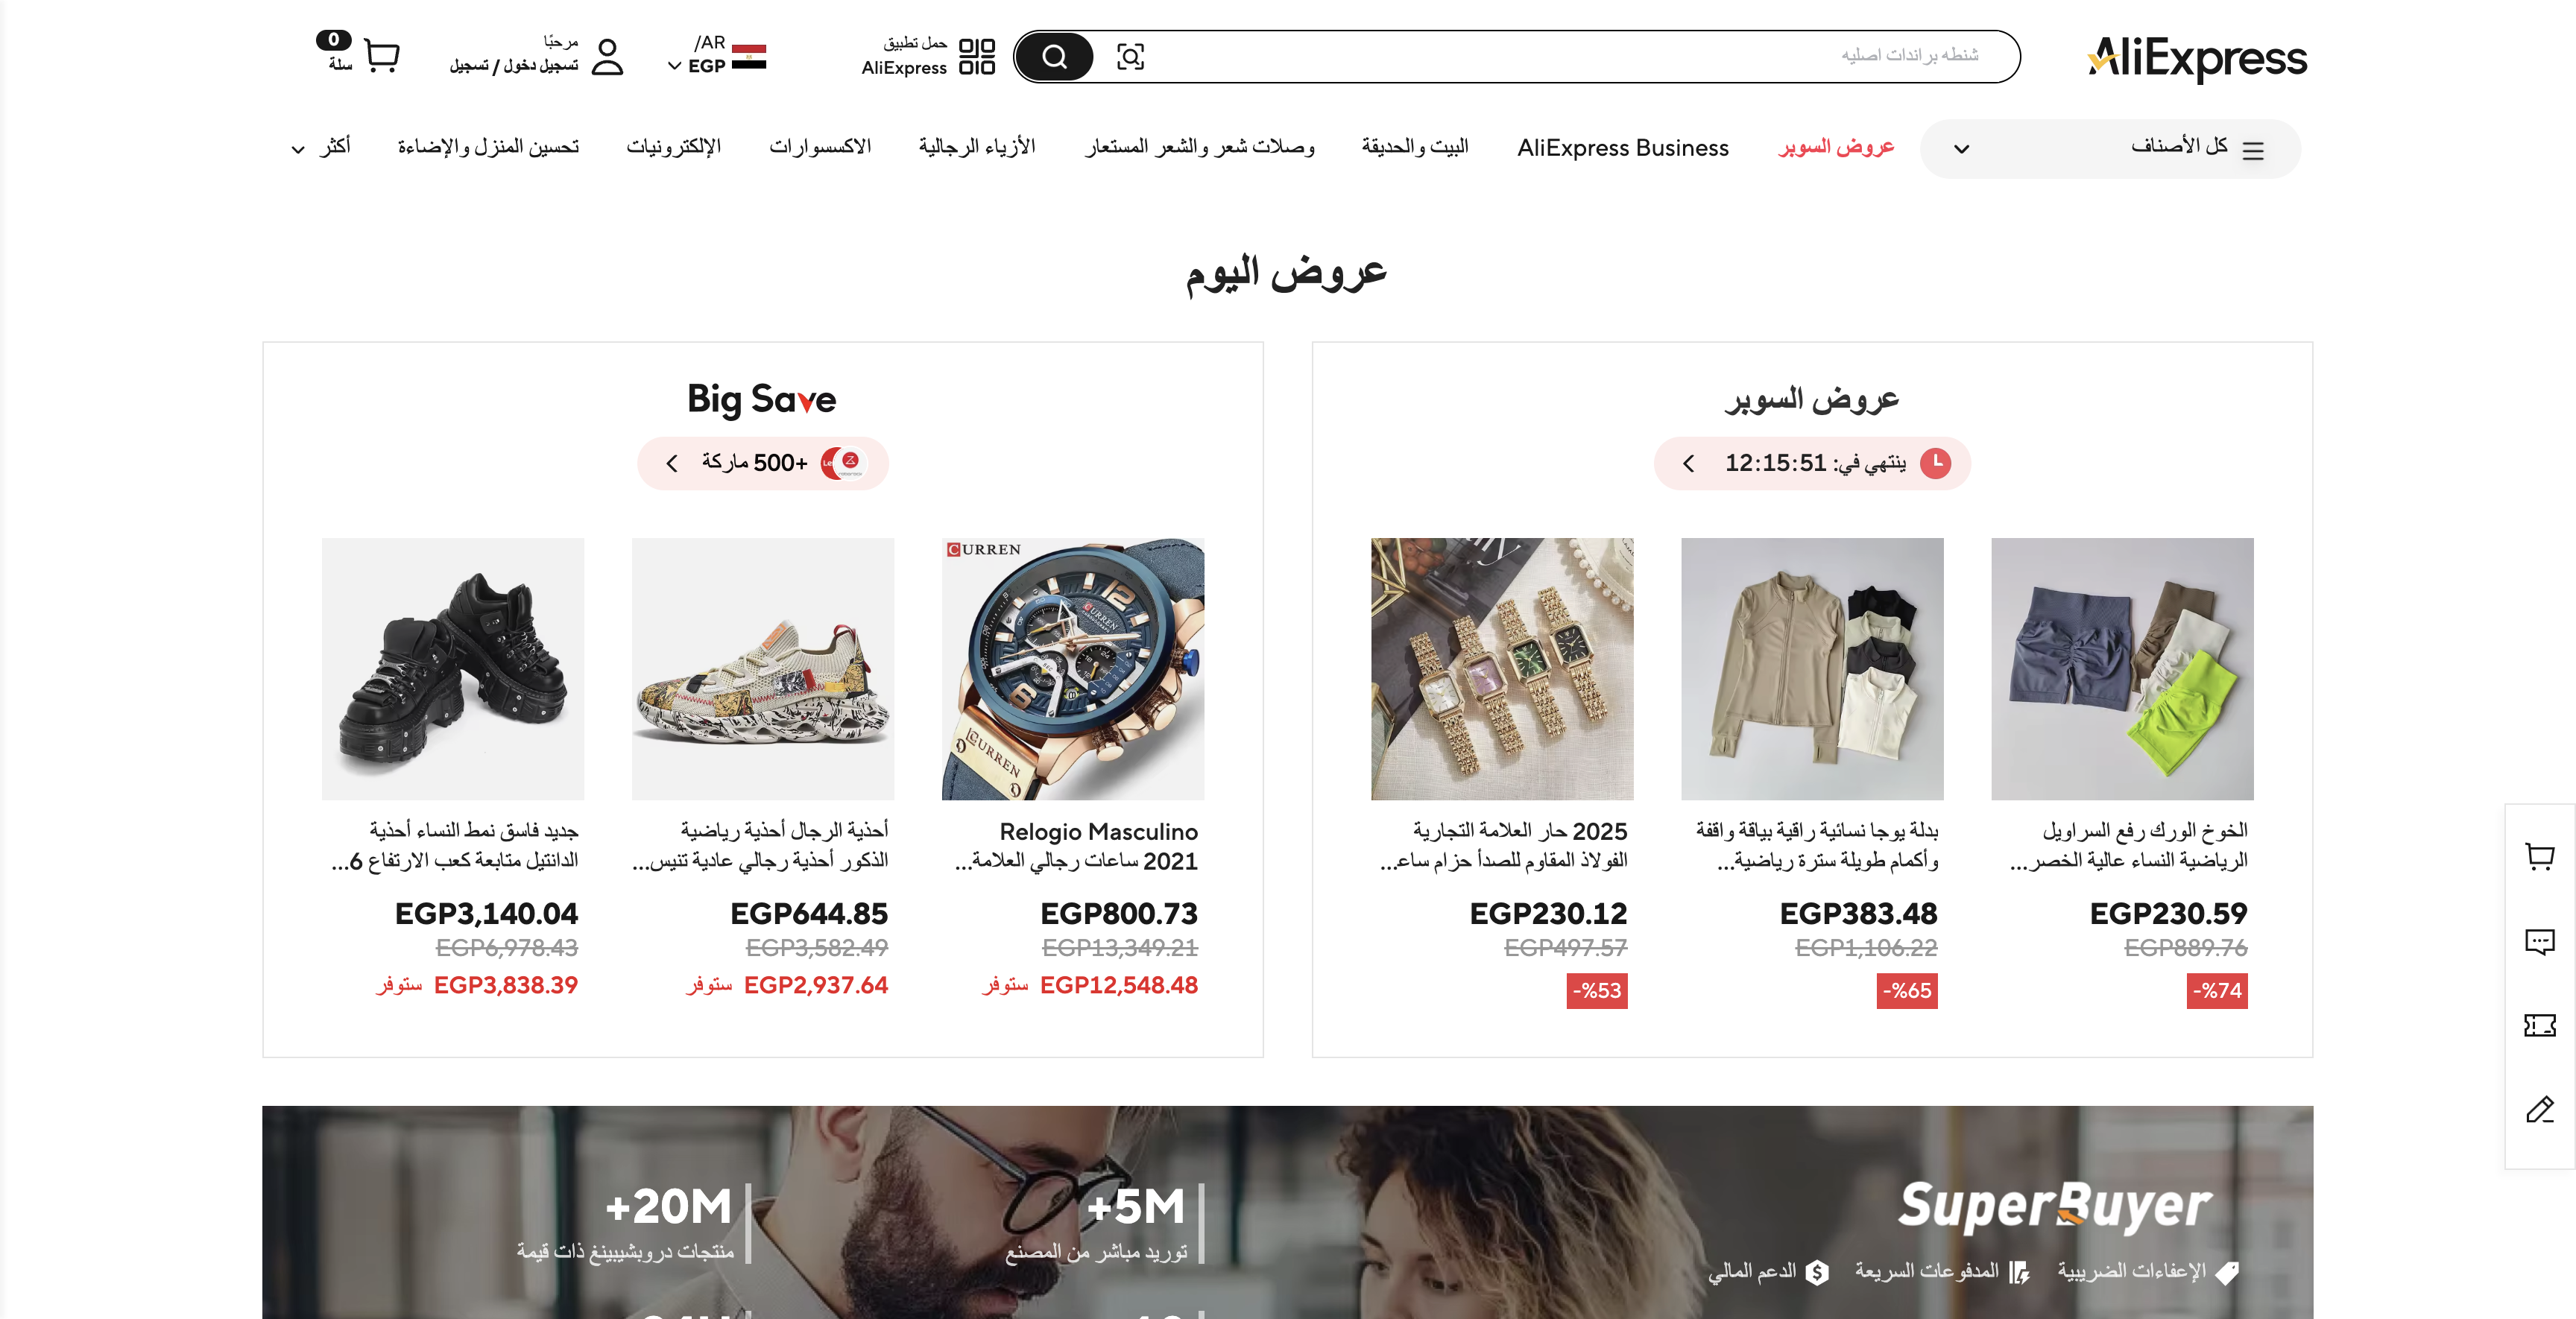 AliExpress
شنطه براندات اصليه
حمل تطبيق
AliExpress
/AR
EGP
مرحبًا
تسجيل دخول / تسجيل
0
سلة
كل الأصناف
عروض السوبر
AliExpress Business
البيت والحديقة
وصلات شعر والشعر المستعار
الأزياء الرجالية
الاكسسوارات
الإلكترونيات
تحسين المنزل والإضاءة
أكثر
عروض اليوم
عروض السوبر
ينتهي في: 12:15:51
الخوخ الورك رفع السراويل
الرياضية النساء عالية الخصر...
EGP230.59
EGP889.76
-%74
بدلة يوجا نسائية راقية بياقة واقفة
وأكمام طويلة سترة رياضية...
EGP383.48
EGP1,106.22
-%65
2025 حار العلامة التجارية
الفولاذ المقاوم للصدأ حزام ساعـ...
EGP230.12
EGP497.57
-%53
Big Save
+500 ماركة
CURREN
CURREN
CURREN
Relogio Masculino
2021 ساعات رجالي العلامة...
EGP800.73
EGP13,349.21
ستوفر EGP12,548.48
أحذية الرجال أحذية رياضية
الذكور أحذية رجالي عادية تنيس...
EGP644.85
EGP3,582.49
ستوفر EGP2,937.64
جديد فاسق نمط النساء أحذية
الدانتيل متابعة كعب الارتفاع 6...
EGP3,140.04
EGP6,978.43
ستوفر EGP3,838.39
SuperBuyer
الإعفاءات الضريبية
المدفوعات السريعة
الدعم المالي
+5M
توريد مباشر من المصنع
+20M
منتجات دروبشيبينغ ذات قيمة